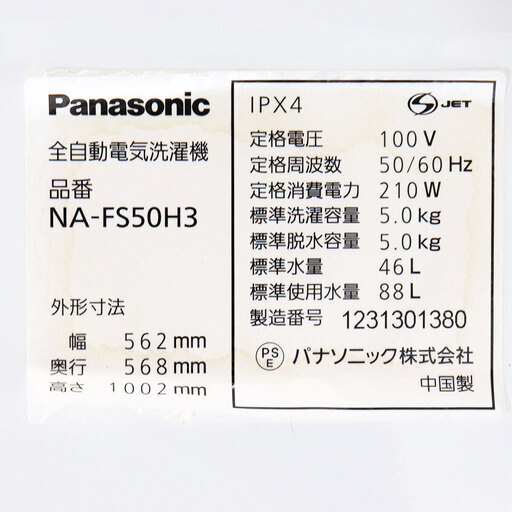 Panasonic
全自動電気洗濯機
品番
NA-FS50H3
外形寸法
幅 562mm
奥行 568mm
高さ 1002mm
IPX4
S JET
定格電圧 100V
定格周波数 50/60Hz
定格消費電力 210W
標準洗濯容量 5.0kg
標準脱水容量 5.0kg
標準水量 46L
標準使用水量 88L
製造番号 1231301380
PSE パナソニック株式会社
中国製